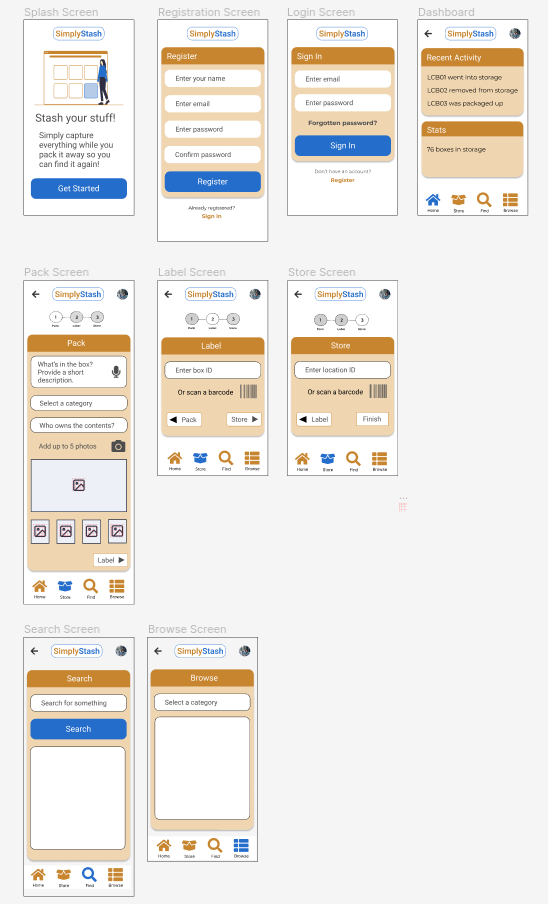 Splash Screen
SimplyStash
Stash your stuff!
Simply capture
everything while you
pack it away so you
can find it again!
Get Started
Registration Screen
SimplyStash
Register
Enter your name
Enter email
Enter password
Confirm password
Register
Already registered?
Sign in
Login Screen
SimplyStash
Sign In
Enter email
Enter password
Forgotten password?
Sign In
Don't have an account?
Register
Dashboard
SimplyStash
Recent Activity
LCB01 went into storage
LCB02 removed from storage
LCB03 was packaged up
Stats
76 boxes in storage
Home Store Find Browse
Pack Screen
SimplyStash
1 2 3
Pack Label Store
Pack
What's in the box?
Provide a short
description.
Select a category
Who owns the contents?
Add up to 5 photos
Label
Home Store Find Browse
Label Screen
SimplyStash
1 2 3
Pack Label Store
Label
Enter box ID
Or scan a barcode
Pack Store
Home Store Find Browse
Store Screen
SimplyStash
1 2 3
Pack Label Store
Store
Enter location ID
Or scan a barcode
Label Finish
Home Store Find Browse
Search Screen
SimplyStash
Search
Search for something
Search
Home Store Find Browse
Browse Screen
SimplyStash
Browse
Select a category
Home Store Find Browse